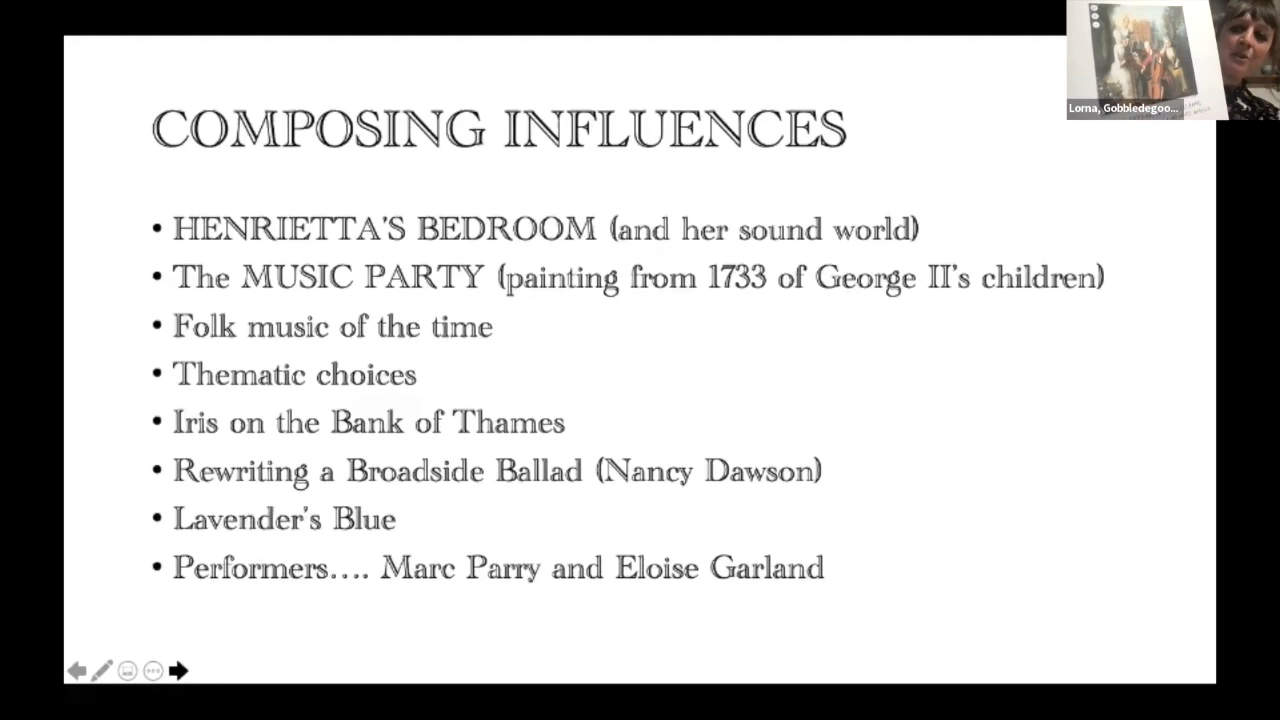 COMPOSING INFLUENCES
• HENRIETTA'S BEDROOM (and her sound world)
• The MUSIC PARTY (painting from 1733 of George II's children)
• Folk music of the time
• Thematic choices
• Iris on the Bank of Thames
• Rewriting a Broadside Ballad (Nancy Dawson)
• Lavender's Blue
• Performers.... Marc Parry and Eloise Garland
Lorna, Gobbledegoo...